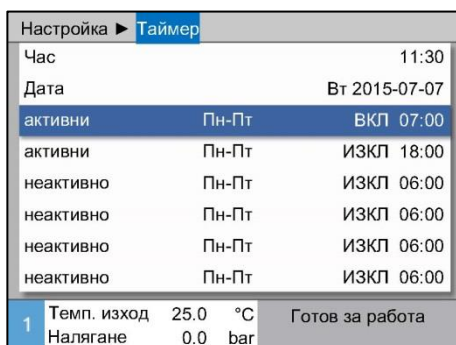 Настройка ► Таймер
Час 11:30
Дата Вт 2015-07-07
активни Пн-Пт ВКЛ 07:00
активни Пн-Пт ИЗКЛ 18:00
неактивно Пн-Пт ИЗКЛ 06:00
неактивно Пн-Пт ИЗКЛ 06:00
неактивно Пн-Пт ИЗКЛ 06:00
неактивно Пн-Пт ИЗКЛ 06:00
1 Темп. изход 25.0 °C Готов за работа
Налягане 0.0 bar